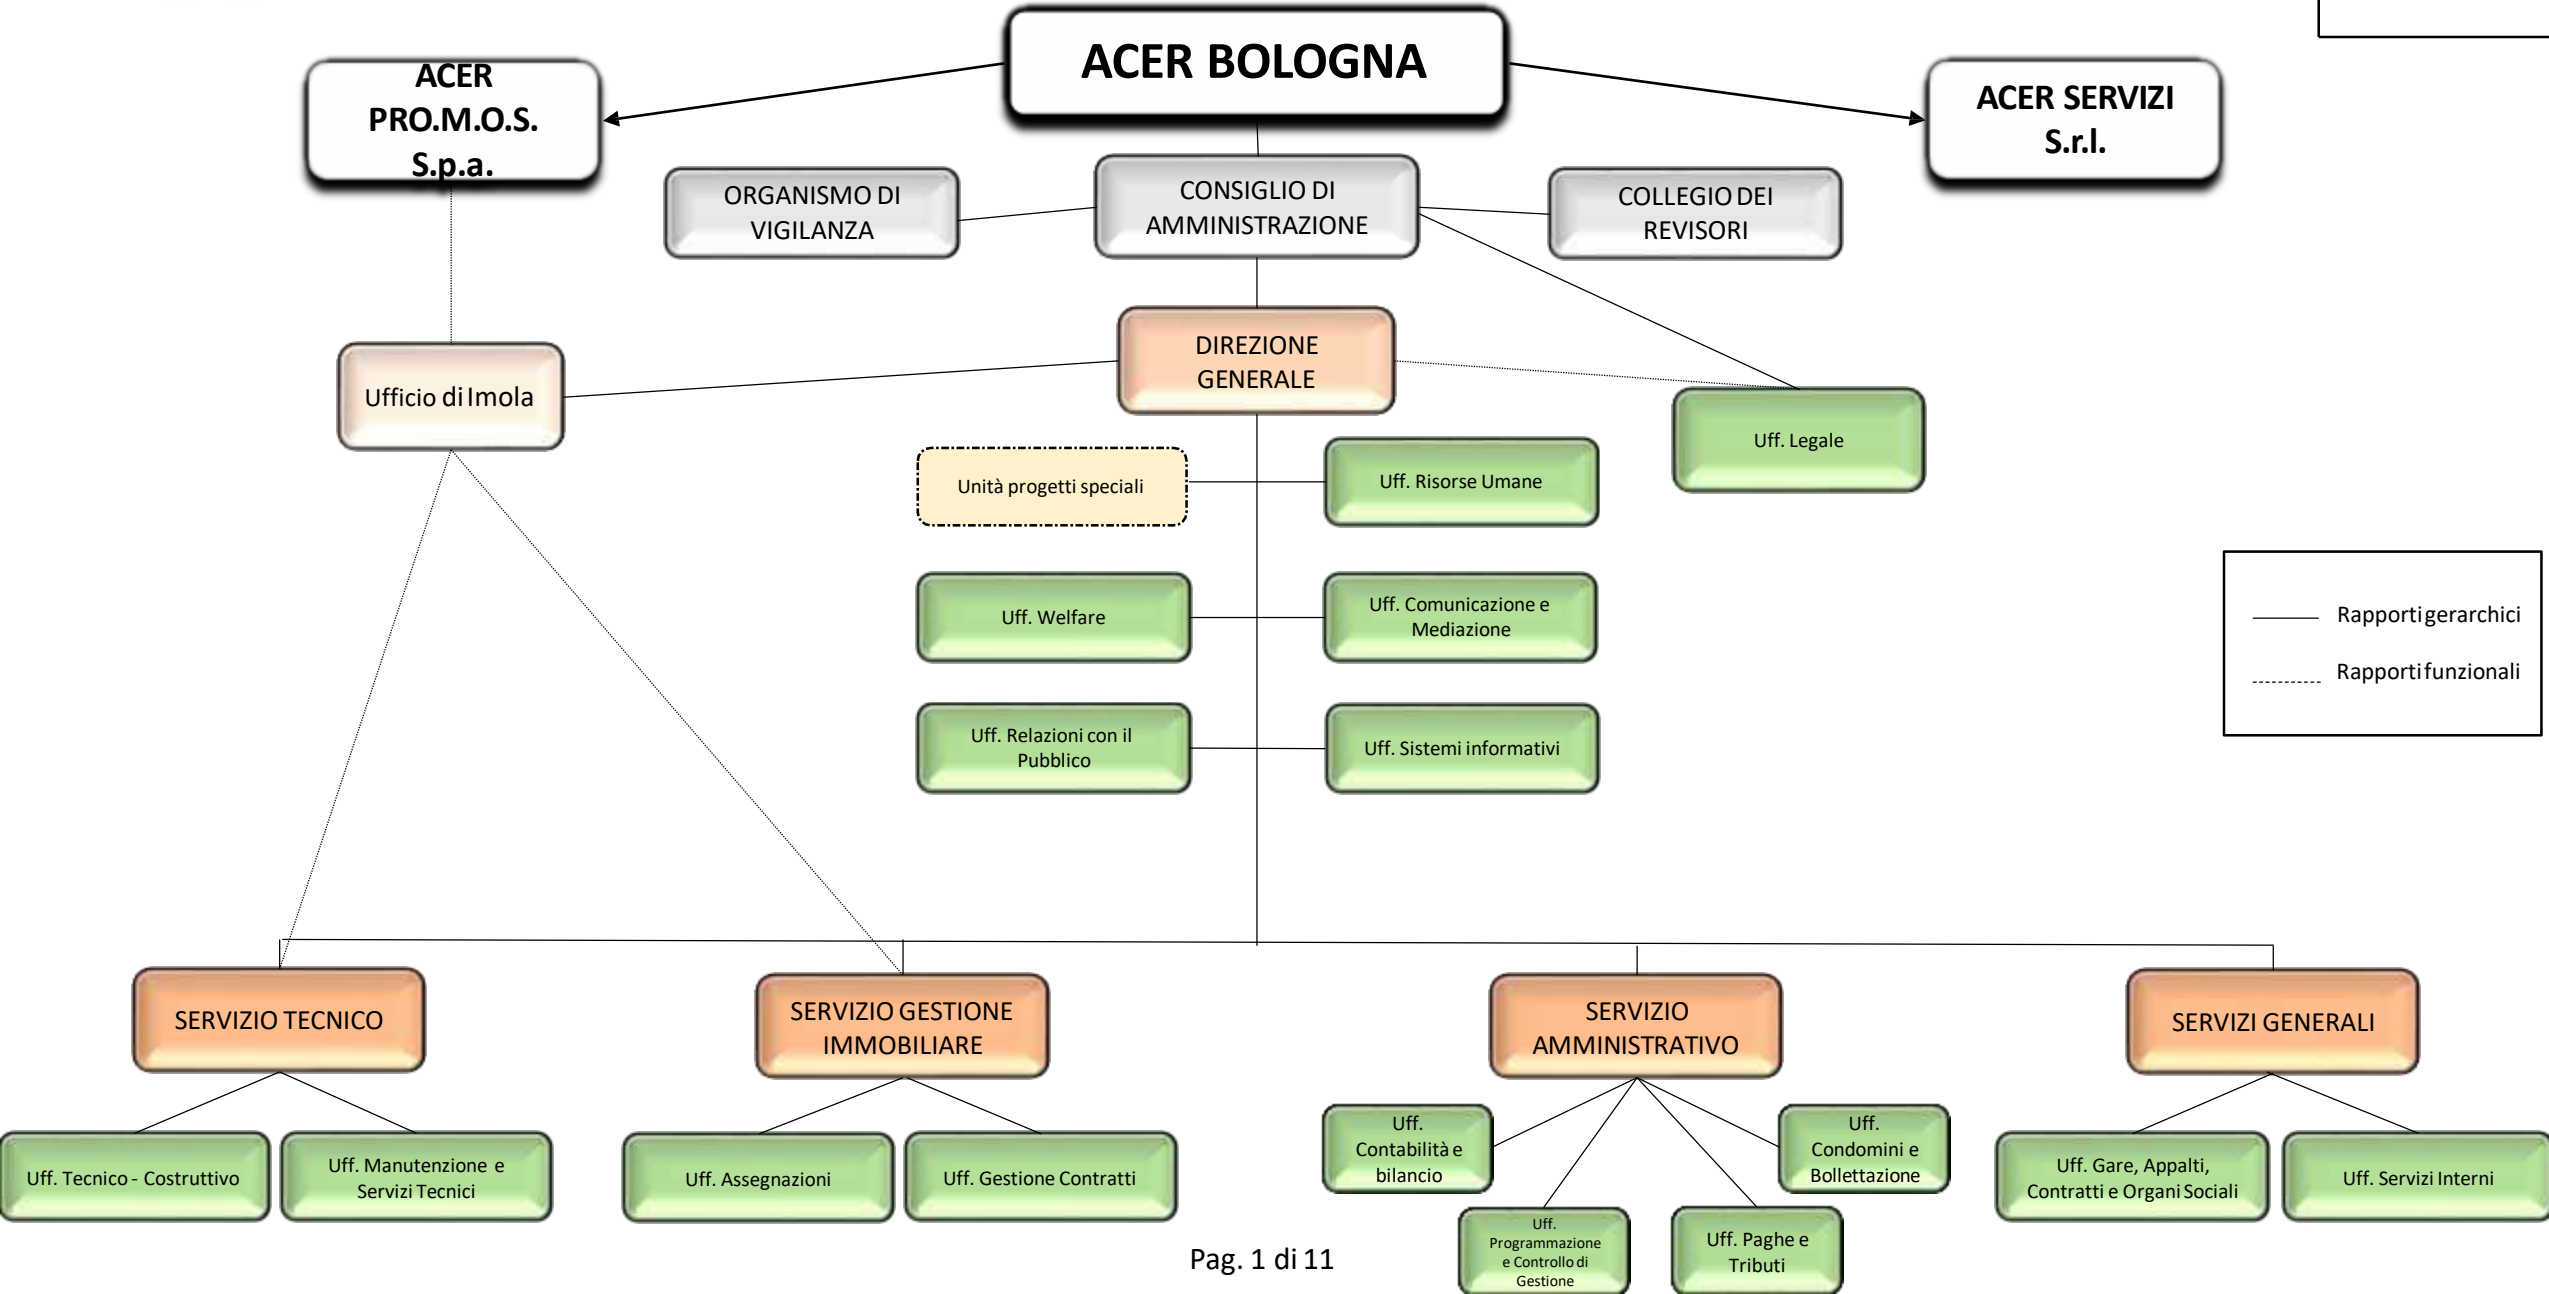 ACER BOLOGNA
ACER
PRO.M.O.S.
S.p.a.
ACER SERVIZI
S.r.l.
ORGANISMO DI
VIGILANZA
CONSIGLIO DI
AMMINISTRAZIONE
COLLEGIO DEI
REVISORI
DIREZIONE
GENERALE
Ufficio di Imola
Uff. Legale
Unità progetti speciali
Uff. Risorse Umane
Uff. Welfare
Uff. Comunicazione e
Mediazione
Rapporti gerarchici
Rapporti funzionali
Uff. Relazioni con il
Pubblico
Uff. Sistemi informativi
SERVIZIO TECNICO
SERVIZIO GESTIONE
IMMOBILIARE
SERVIZIO
AMMINISTRATIVO
SERVIZI GENERALI
Uff. Tecnico - Costruttivo
Uff. Manutenzione e
Servizi Tecnici
Uff. Assegnazioni
Uff. Gestione Contratti
Uff.
Contabilità e
bilancio
Uff.
Programmazione
e Controllo di
Gestione
Uff. Paghe e
Tributi
Uff.
Condomini e
Bollettazione
Uff. Gare, Appalti,
Contratti e Organi Sociali
Uff. Servizi Interni
Pag. 1 di 11